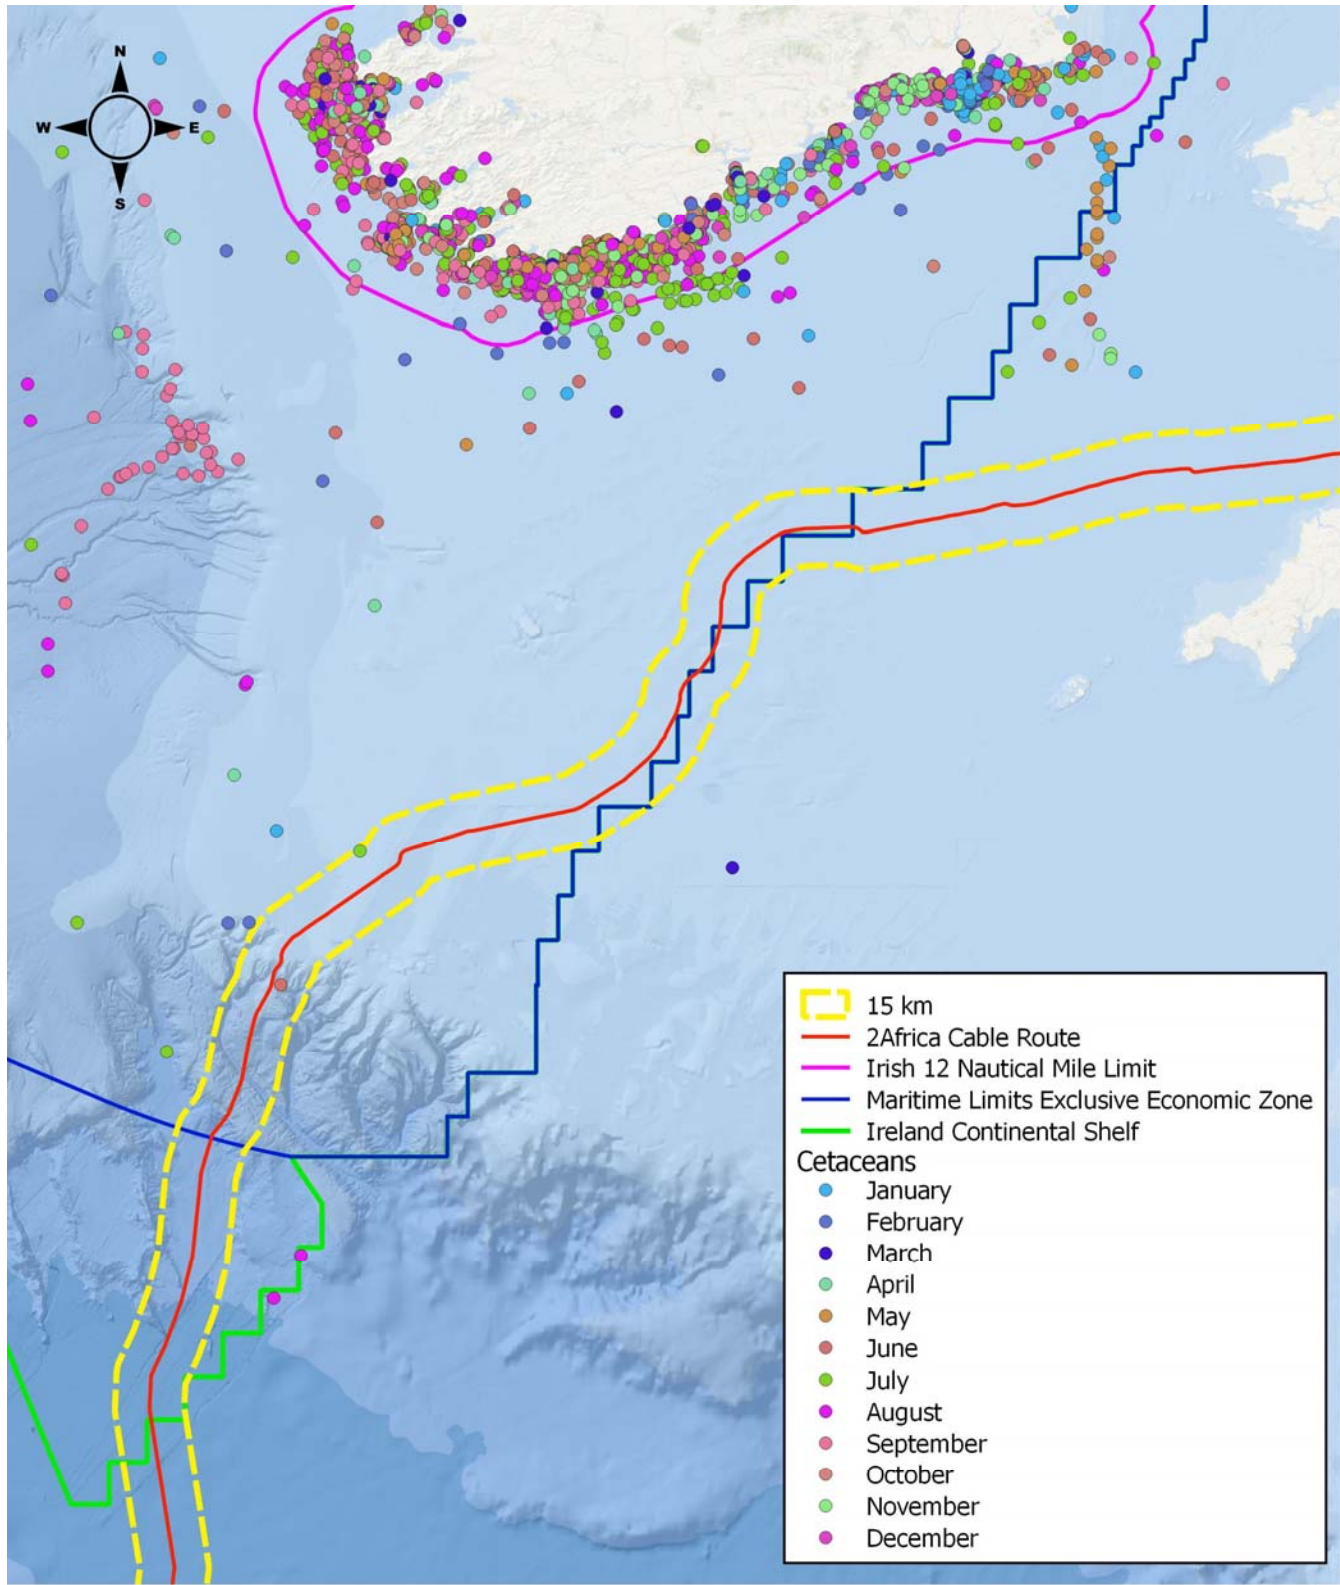 N
W E
S
15 km
2Africa Cable Route
Irish 12 Nautical Mile Limit
Maritime Limits Exclusive Economic Zone
Ireland Continental Shelf
Cetaceans
January
February
March
April
May
June
July
August
September
October
November
December